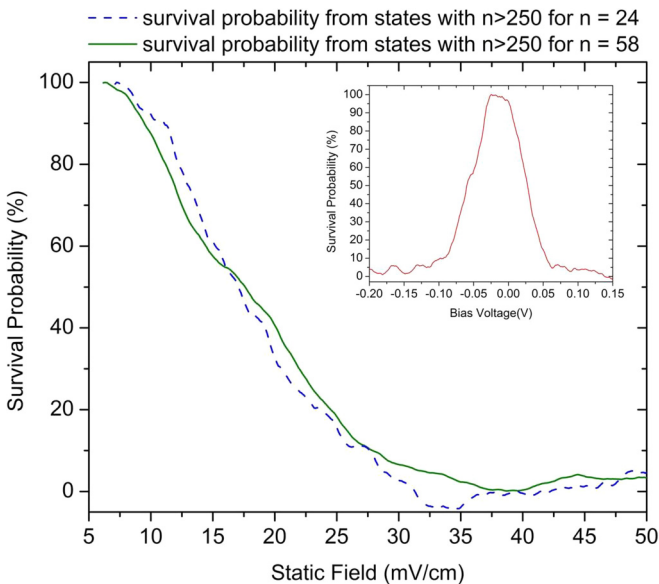 survival probability from states with n>250 for n = 24
survival probability from states with n>250 for n = 58
100
80
60
40
20
0
Survival Probability (%)
5 10 15 20 25 30 35 40 45 50
Static Field (mV/cm)
100
90
80
70
60
50
40
30
20
10
0
Survival Probability (%)
-0.20 -0.15 -0.10 -0.05 0.00 0.05 0.10 0.15
Bias Voltage(V)